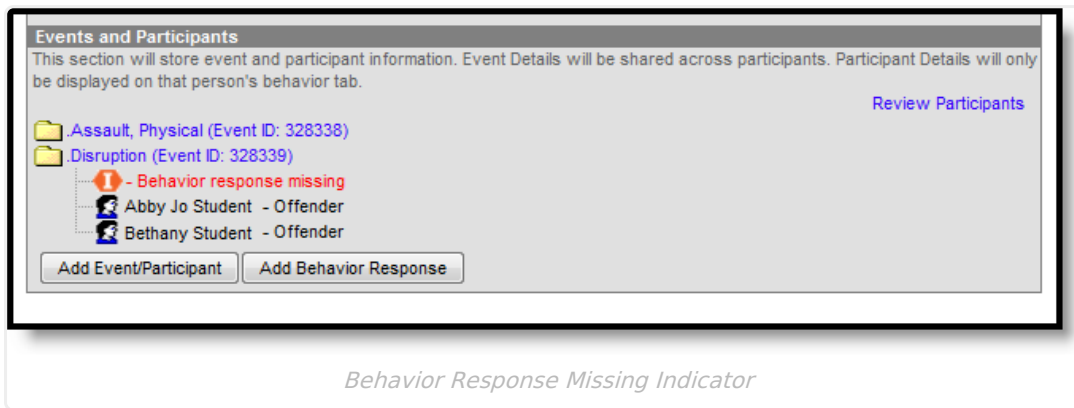 Events and Participants
This section will store event and participant information. Event Details will be shared across participants. Participant Details will only
be displayed on that person's behavior tab.
Review Participants
.Assault, Physical (Event ID: 328338)
.Disruption (Event ID: 328339)
I - Behavior response missing
Abby Jo Student - Offender
Bethany Student - Offender
Add Event/Participant Add Behavior Response
Behavior Response Missing Indicator